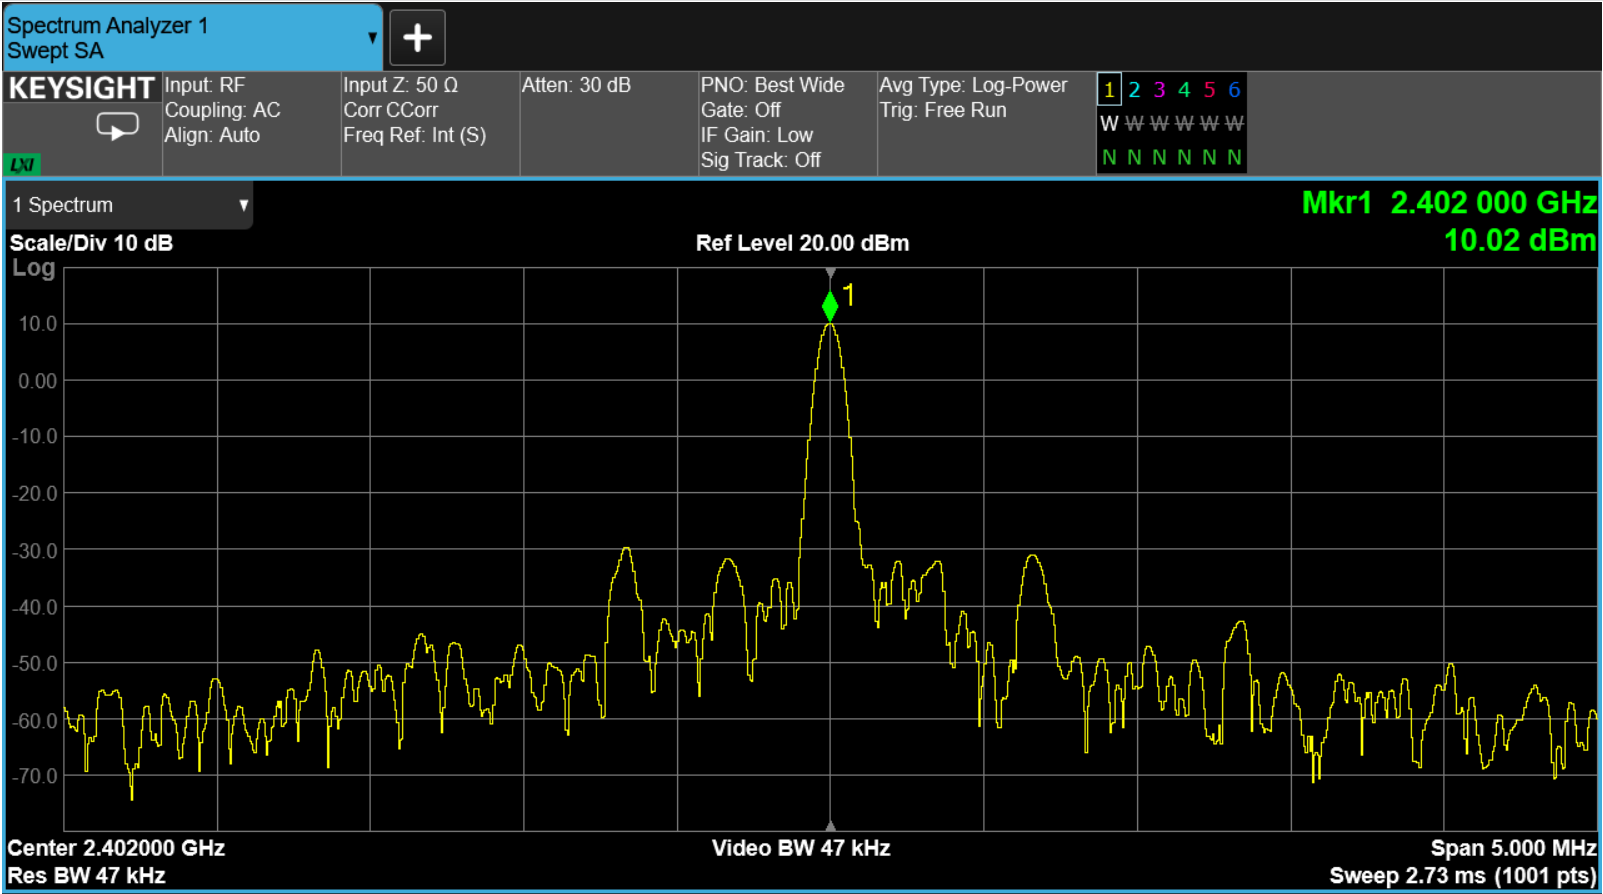 Spectrum Analyzer 1
Swept SA
+
KEYSIGHT
LXI
Input: RF
Coupling: AC
Align: Auto
Input Z: 50 Ω
Corr CCorr
Freq Ref: Int (S)
Atten: 30 dB
PNO: Best Wide
Gate: Off
IF Gain: Low
Sig Track: Off
Avg Type: Log-Power
Trig: Free Run
1 2 3 4 5 6
W W W W W W
N N N N N N
1 Spectrum
Mkr1 2.402 000 GHz
10.02 dBm
Scale/Div 10 dB
Ref Level 20.00 dBm
Log
1
10.0
0.00
-10.0
-20.0
-30.0
-40.0
-50.0
-60.0
-70.0
Center 2.402000 GHz
Video BW 47 kHz
Span 5.000 MHz
Res BW 47 kHz
Sweep 2.73 ms (1001 pts)